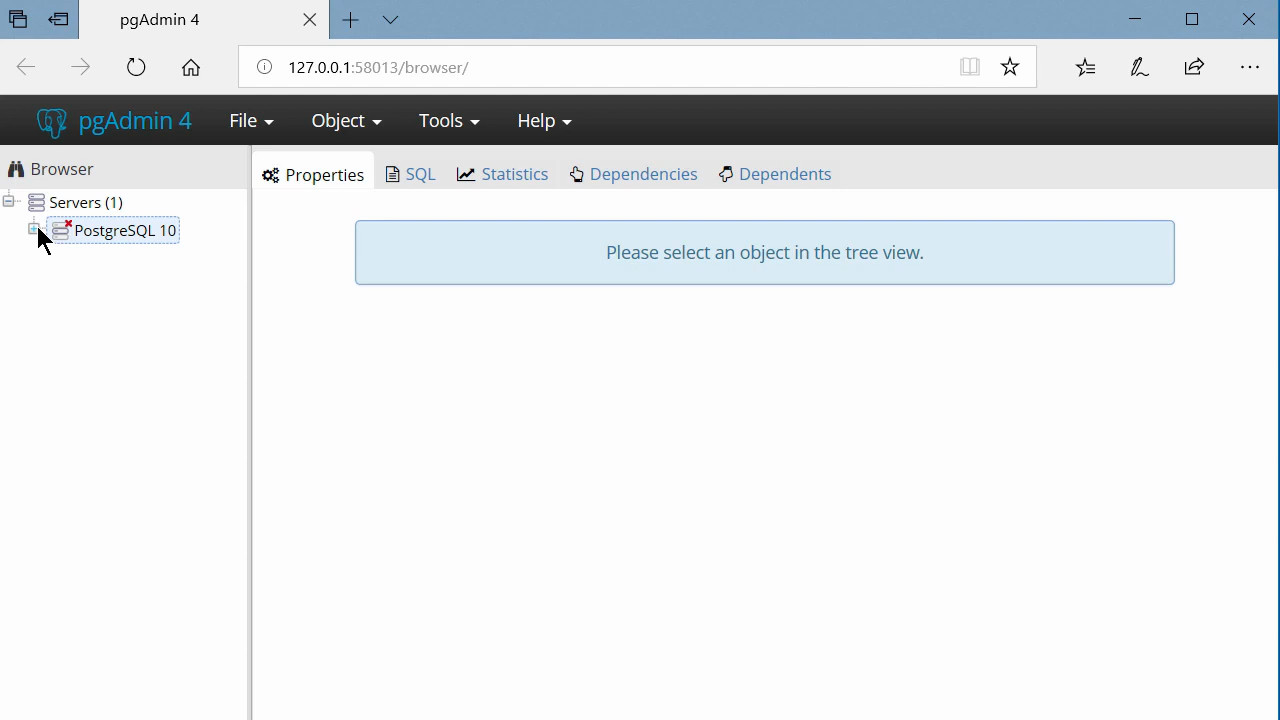 pgAdmin 4
127.0.0.1:58013/browser/
pgAdmin 4 File Object Tools Help
Browser
Properties SQL Statistics Dependencies Dependents
Servers (1)
PostgreSQL 10
Please select an object in the tree view.